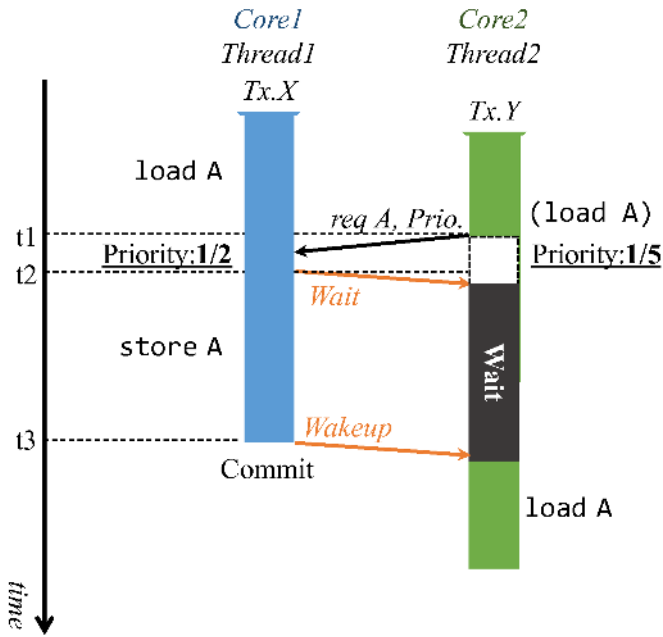 Core1
Thread1
Tx.X
Core2
Thread2
Tx.Y
load A
(load A)
req A, Prio.
t1
Priority:1/2
Priority:1/5
t2
Wait
store A
Wait
Wakeup
t3
Commit
load A
time